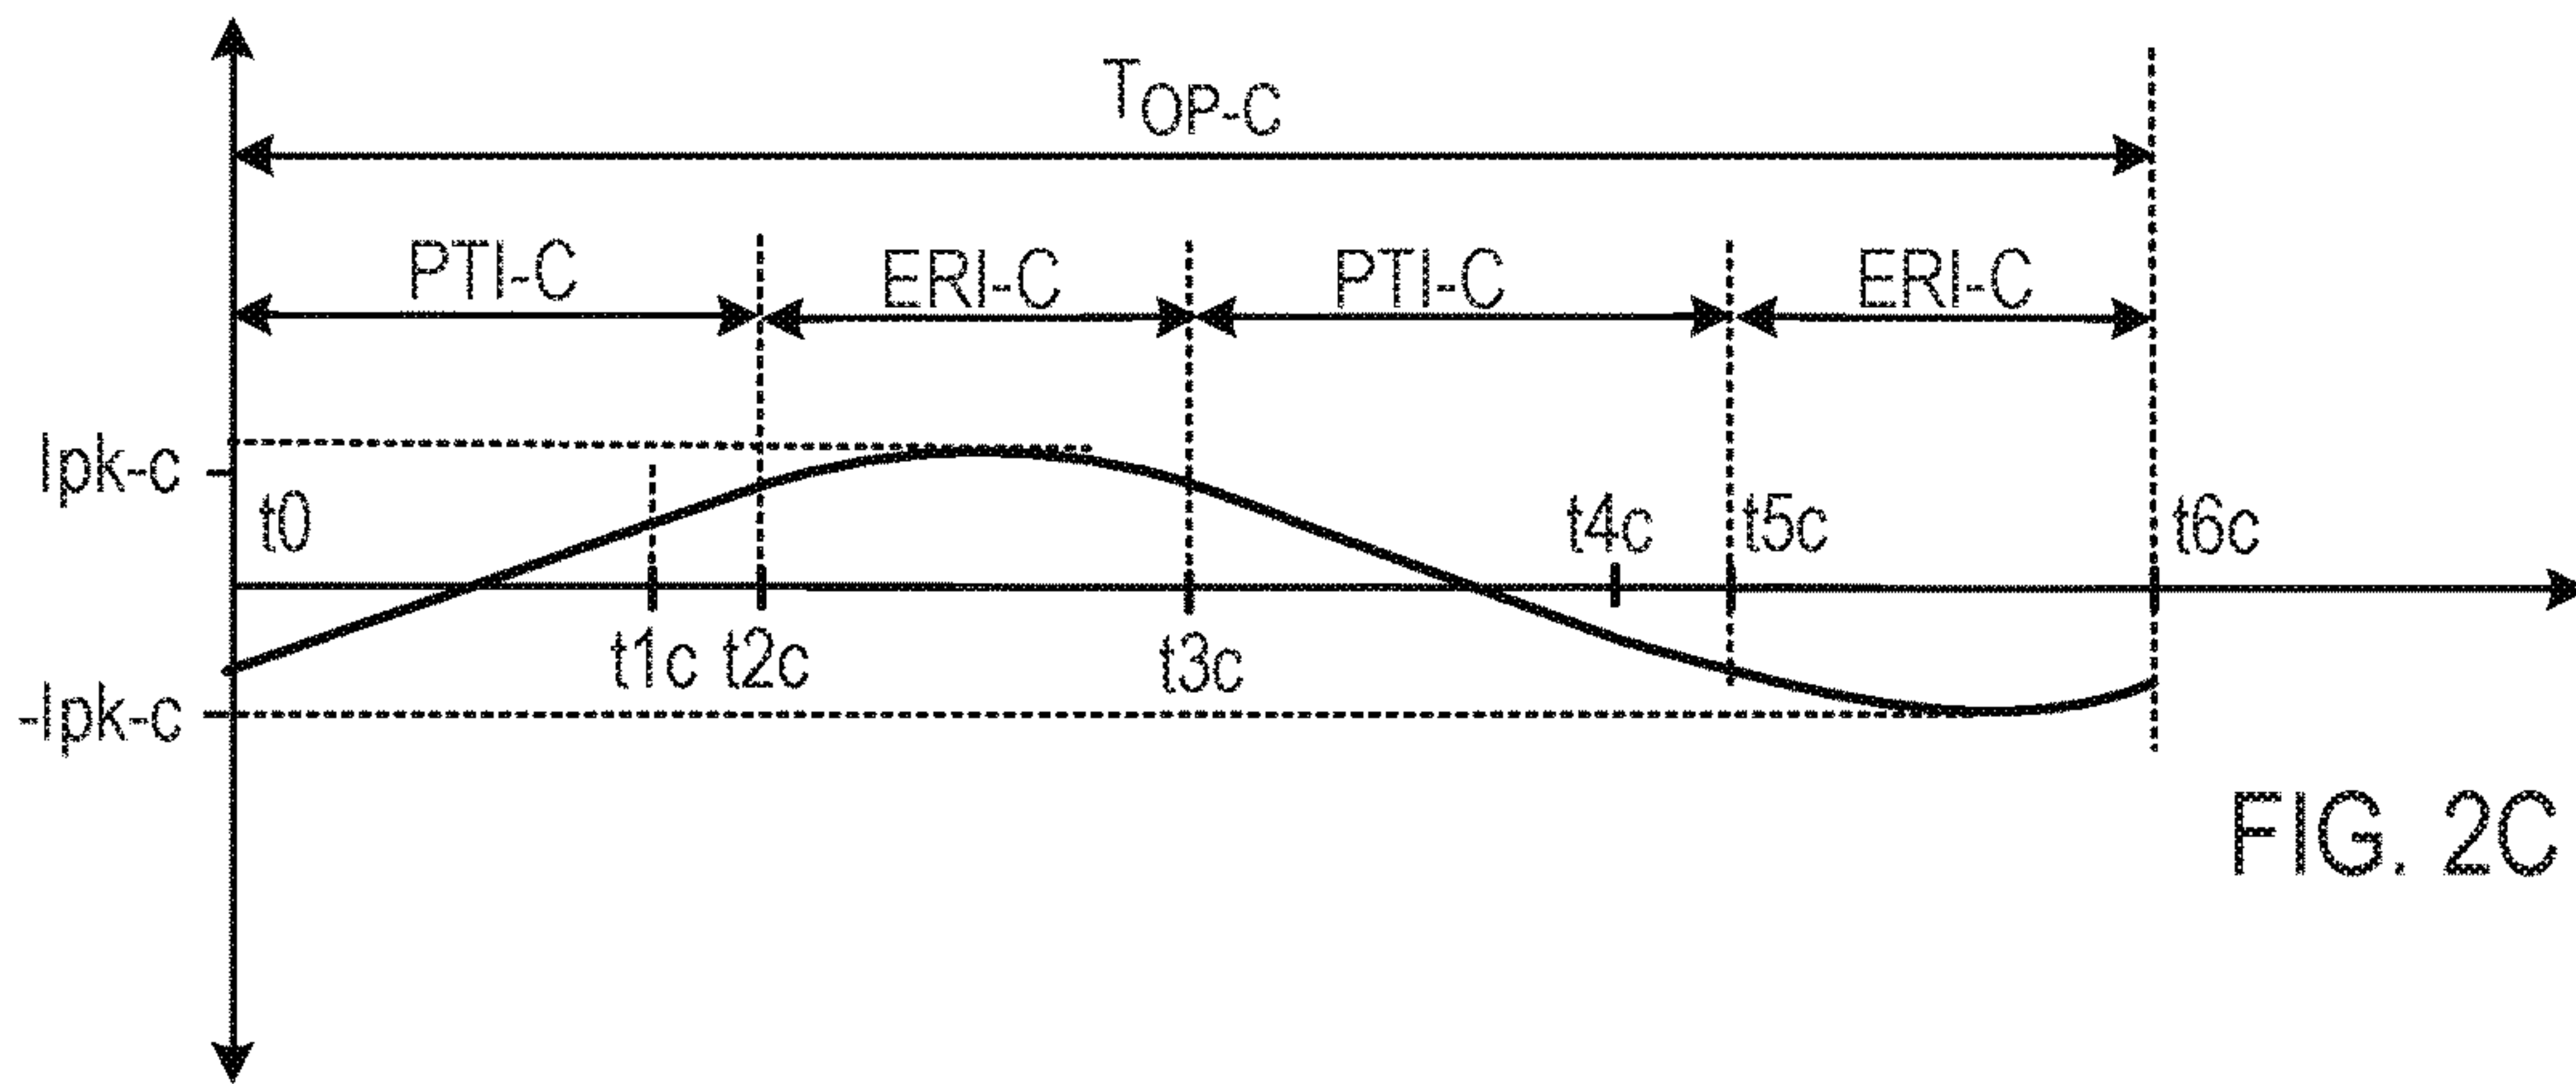 TOP-C
PTI-C ERI-C PTI-C ERI-C
Ipk-c
t0 t4c t5c t6c
t1c t2c t3c
-Ipk-c
FIG. 2C